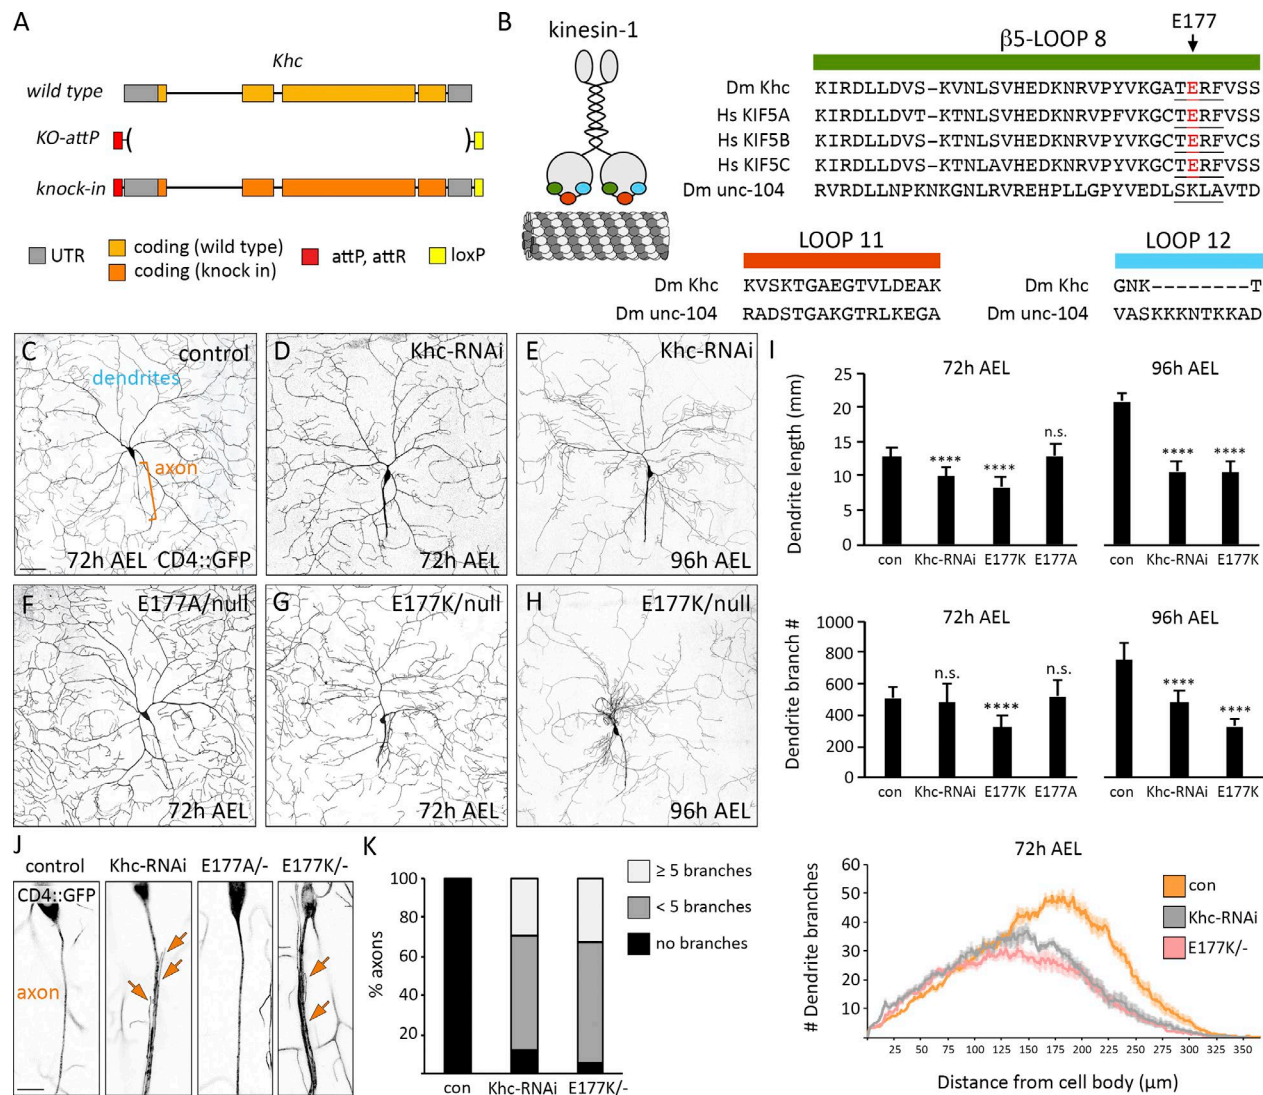 A
Khc
wild type
KO-attP
knock-in
UTR
coding (wild type)
coding (knock in)
attP, attR
loxP
B
kinesin-1
E177
β5-LOOP 8
Dm Khc KIRDLLDVS-KVNLSVHEDKNRVPYVKGATERFVSS
Hs KIF5A KIRDLLDVT-KTNLSVHEDKNRVPFVKGCTERFVSS
Hs KIF5B KIRDLLDVS-KTNLSVHEDKNRVPYVKGCTERFVCS
Hs KIF5C KIRDLLDVS-KTNLAVHEDKNRVPYVKGCTERFVSS
Dm unc-104 RVRDLLNPKNKGNLRVREHPLLGPYVEDLSKLAVTD
LOOP 11
Dm Khc KVSKTGAEGTVLDEAK
Dm unc-104 RADSTGAKGTRLKEGA
LOOP 12
Dm Khc GNK--------T
Dm unc-104 VASKKKNTKKAD
C
control
dendrites
axon
72h AEL CD4::GFP
D
Khc-RNAi
72h AEL
E
Khc-RNAi
96h AEL
F
E177A/null
72h AEL
G
E177K/null
72h AEL
H
E177K/null
96h AEL
I
72h AEL
Dendrite length (mm)
25
20
15
10
5
0
****
****
n.s.
con Khc-RNAi E177K E177A
96h AEL
****
****
con Khc-RNAi E177K
72h AEL
Dendrite branch #
1000
800
600
400
200
0
n.s.
****
n.s.
con Khc-RNAi E177K E177A
96h AEL
****
****
con Khc-RNAi E177K
J
control
Khc-RNAi
E177A/-
E177K/-
CD4::GFP
axon
K
% axons
100
80
60
40
20
con Khc-RNAi E177K/-
≥ 5 branches
< 5 branches
no branches
72h AEL
# Dendrite branches
60
50
40
30
20
10
25 50 75 100 125 150 175 200 225 250 275 300 325 350
Distance from cell body (µm)
con
Khc-RNAi
E177K/-